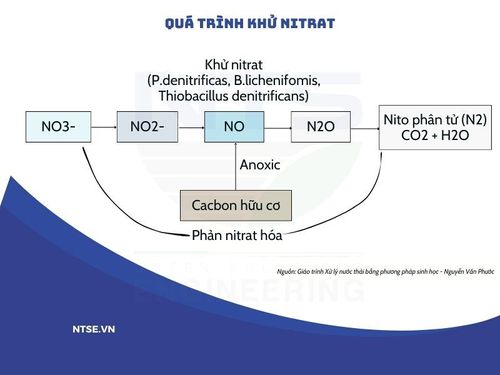 QUÁ TRÌNH KHỬ NITRAT
Khử nitrat
(P.denitrificas, B.lichenifomis,
Thiobacillus denitrificans)
NO3-
NO2-
NO
N2O
Nito phân tử (N2)
CO2 + H2O
Anoxic
Cacbon hữu cơ
Phản nitrat hóa
Nguồn: Giáo trình Xử lý nước thải bằng phương pháp sinh học - Nguyễn Văn Phước
ENGINEERING
NTSE.VN